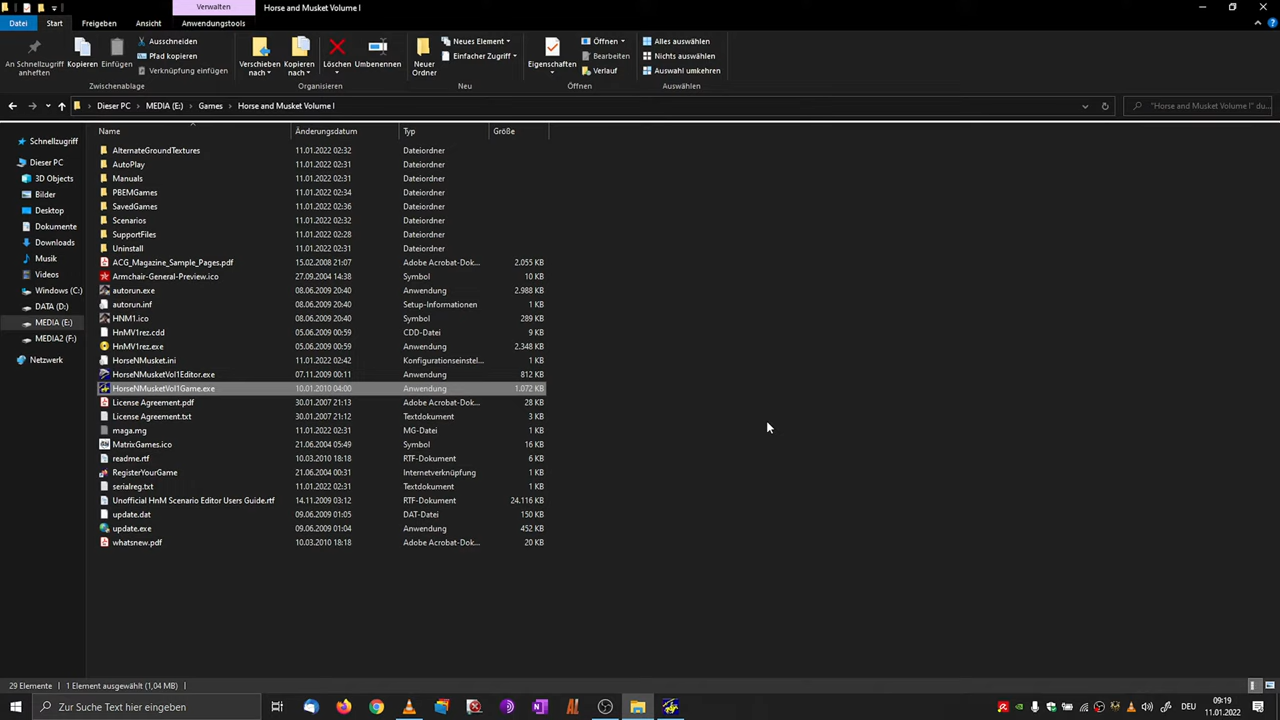 Verwalten
Horse and Musket Volume I
Datei
Start
Freigeben
Ansicht
Anwendungstools
An Schnellzugriff anheften
Kopieren
Einfügen
Ausschneiden
Pfad kopieren
Verknüpfung einfügen
Zwischenablage
Verschieben nach
Kopieren nach
Löschen
Umbenennen
Organisieren
Neuer Ordner
Neues Element
Einfacher Zugriff
Neu
Eigenschaften
Öffnen
Bearbeiten
Verlauf
Öffnen
Alles auswählen
Nichts auswählen
Auswahl umkehren
Auswählen
Dieser PC > MEDIA (E:) > Games > Horse and Musket Volume I
"Horse and Musket Volume I" du...
Schnellzugriff
Dieser PC
3D Objects
Bilder
Desktop
Dokumente
Downloads
Musik
Videos
Windows (C:)
DATA (D:)
MEDIA (E:)
MEDIA2 (F:)
Netzwerk
Name Änderungsdatum Typ Größe
AlternateGroundTextures 11.01.2022 02:32 Dateiordner
AutoPlay 11.01.2022 02:31 Dateiordner
Manuals 11.01.2022 02:31 Dateiordner
PBEMGames 11.01.2022 02:34 Dateiordner
SavedGames 11.01.2022 02:36 Dateiordner
Scenarios 11.01.2022 02:32 Dateiordner
SupportFiles 11.01.2022 02:28 Dateiordner
Uninstall 11.01.2022 02:31 Dateiordner
ACG_Magazine_Sample_Pages.pdf 15.02.2008 21:07 Adobe Acrobat-Dok... 2.055 KB
Armchair-General-Preview.ico 27.09.2004 14:38 Symbol 10 KB
autorun.exe 08.06.2009 20:40 Anwendung 2.988 KB
autorun.inf 08.06.2009 20:40 Setup-Informationen 1 KB
HNM1.ico 08.06.2009 20:40 Symbol 289 KB
HnMV1rez.cdd 05.06.2009 00:59 CDD-Datei 9 KB
HnMV1rez.exe 05.06.2009 00:59 Anwendung 2.348 KB
HorseNMusket.ini 11.01.2022 02:42 Konfigurationseinstel... 1 KB
HorseNMusketVol1Editor.exe 07.11.2009 00:11 Anwendung 812 KB
HorseNMusketVol1Game.exe 10.01.2010 04:00 Anwendung 1.072 KB
License Agreement.pdf 30.01.2007 21:13 Adobe Acrobat-Dok... 28 KB
License Agreement.txt 30.01.2007 21:12 Textdokument 3 KB
maga.mg 11.01.2022 02:31 MG-Datei 1 KB
MatrixGames.ico 21.06.2004 05:49 Symbol 16 KB
readme.rtf 10.03.2010 18:18 RTF-Dokument 6 KB
RegisterYourGame 21.06.2004 00:31 Internetverknüpfung 1 KB
serialreg.txt 11.01.2022 02:31 Textdokument 1 KB
Unofficial HnM Scenario Editor Users Guide.rtf 14.11.2009 03:12 RTF-Dokument 24.116 KB
update.dat 09.06.2009 01:05 DAT-Datei 150 KB
update.exe 09.06.2009 01:04 Anwendung 452 KB
whatsnew.pdf 10.03.2010 18:18 Adobe Acrobat-Dok... 20 KB
29 Elemente 1 Element ausgewählt (1,04 MB)
Zur Suche Text hier eingeben
DEU
09:19
11.01.2022